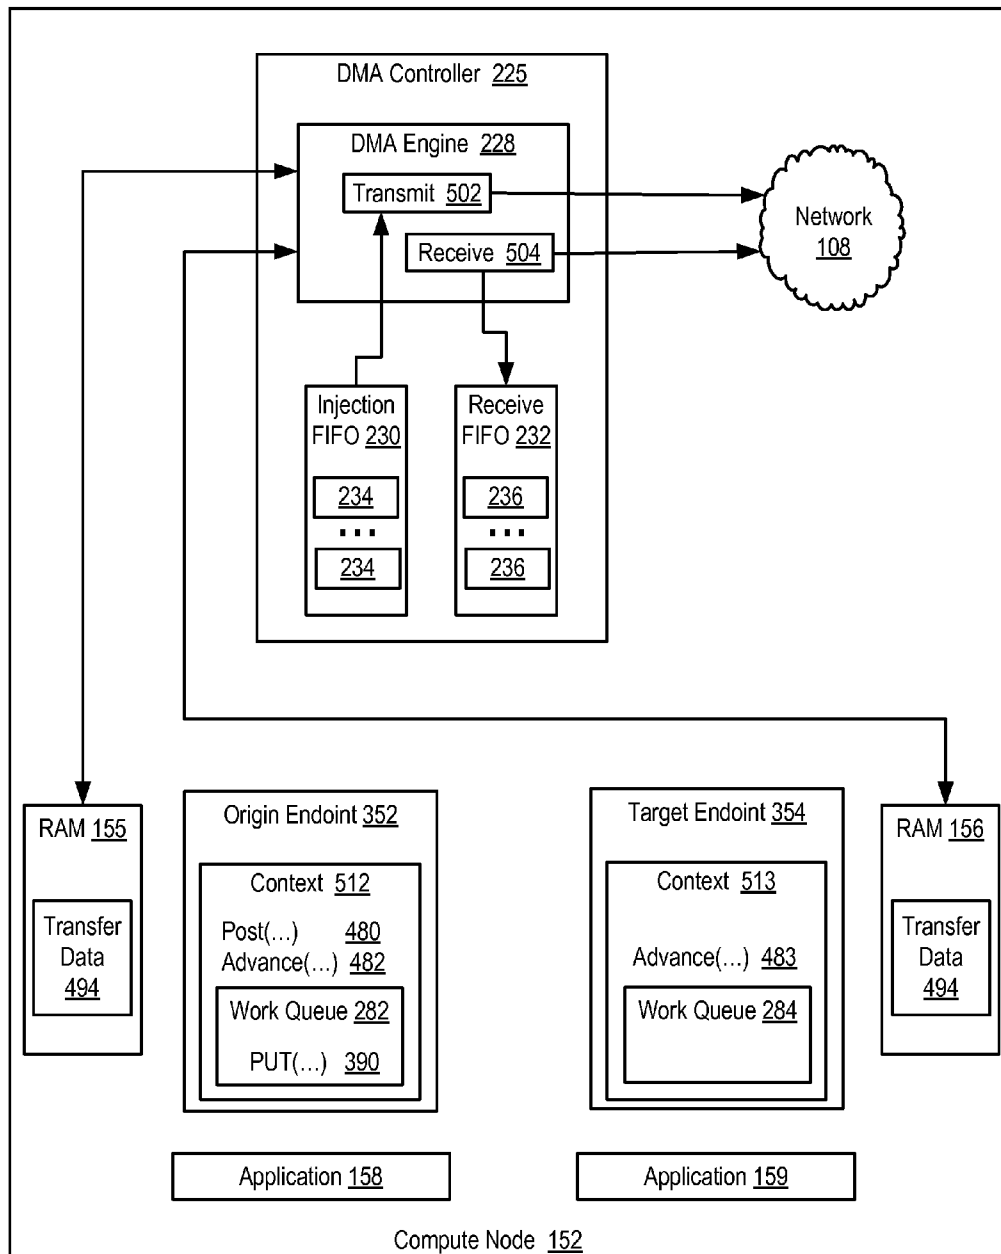 DMA Controller 225
DMA Engine 228
Transmit 502
Receive 504
Network
108
Injection
FIFO 230
234
...
234
Receive
FIFO 232
236
...
236
RAM 155
Transfer
Data
494
Origin Endoint 352
Context 512
Post(...) 480
Advance(...) 482
Work Queue 282
PUT(...) 390
Target Endoint 354
Context 513
Advance(...) 483
Work Queue 284
RAM 156
Transfer
Data
494
Application 158
Application 159
Compute Node 152